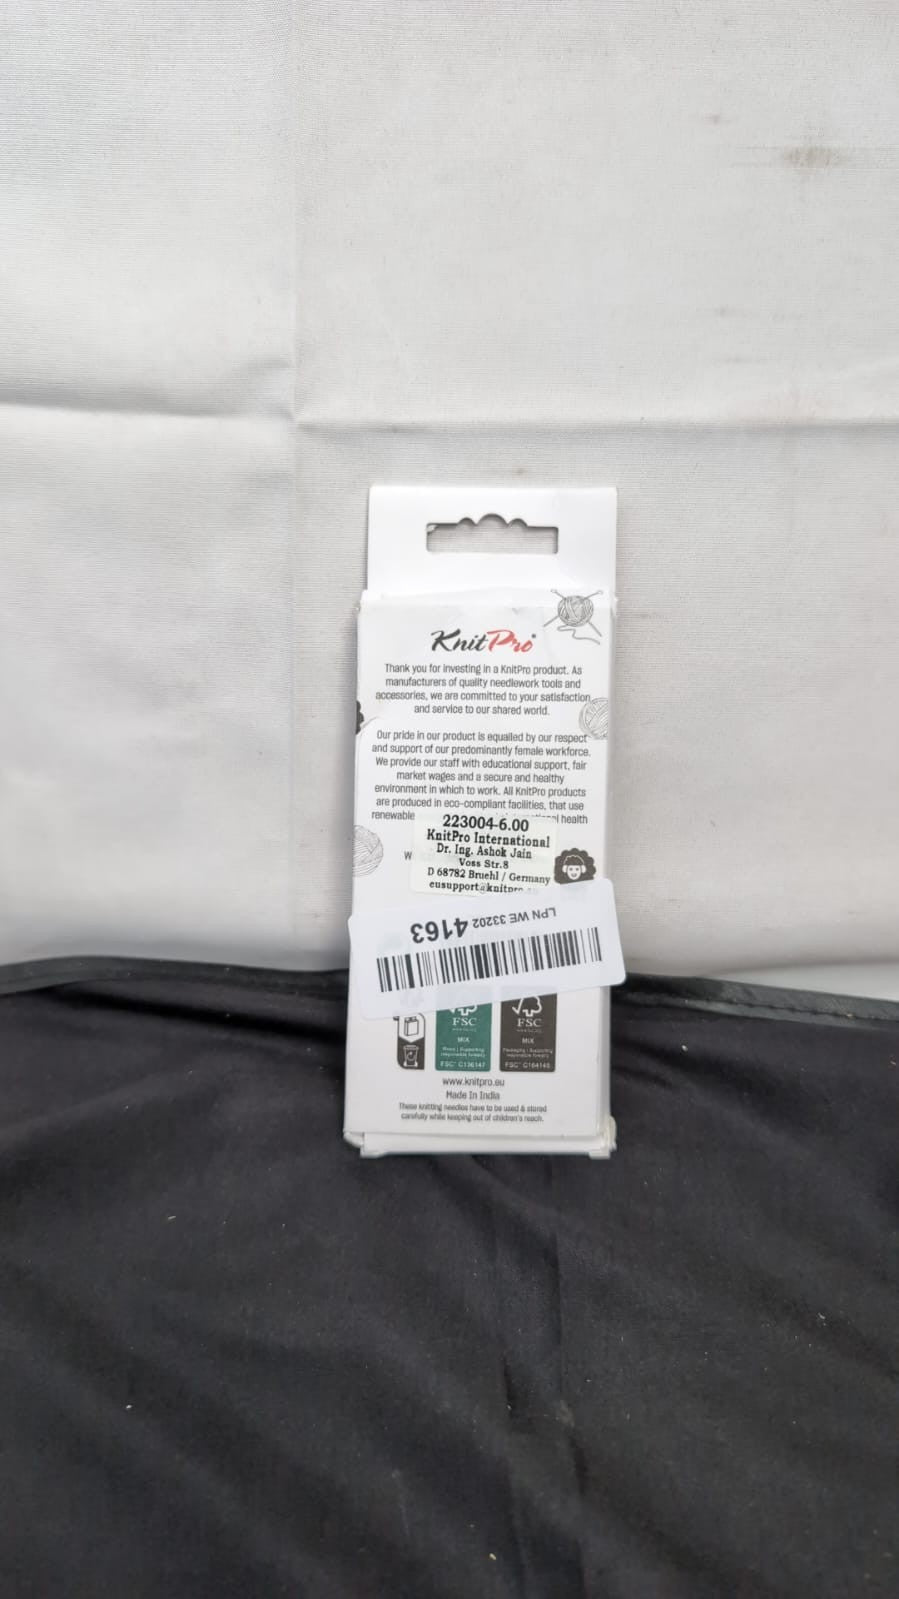 KnitPro
Thank you for investing in a KnitPro product. As
manufacturers of quality needlework tools and
accessories, we are committed to your satisfaction
and service to our shared world.
Our pride in our product is equalled by our respect
and support of our predominantly female workforce.
We provide our staff with educational support, fair
market wages and a secure and healthy
environment in which to work. All KnitPro products
are produced in eco-compliant facilities, that use
renewable health
223004-6.00
KnitPro International
Dr. Ing. Ashok Jain
Voss Str.8
D 68782 Bruehl / Germany
W
LPN WE 33202 4163
FSC FSC
MIX MIX
FSC® C136147 FSC® C164145
www.knitpro.eu
Made In India
These knitting needles have to be used & stored
carefully while keeping out of children's reach.